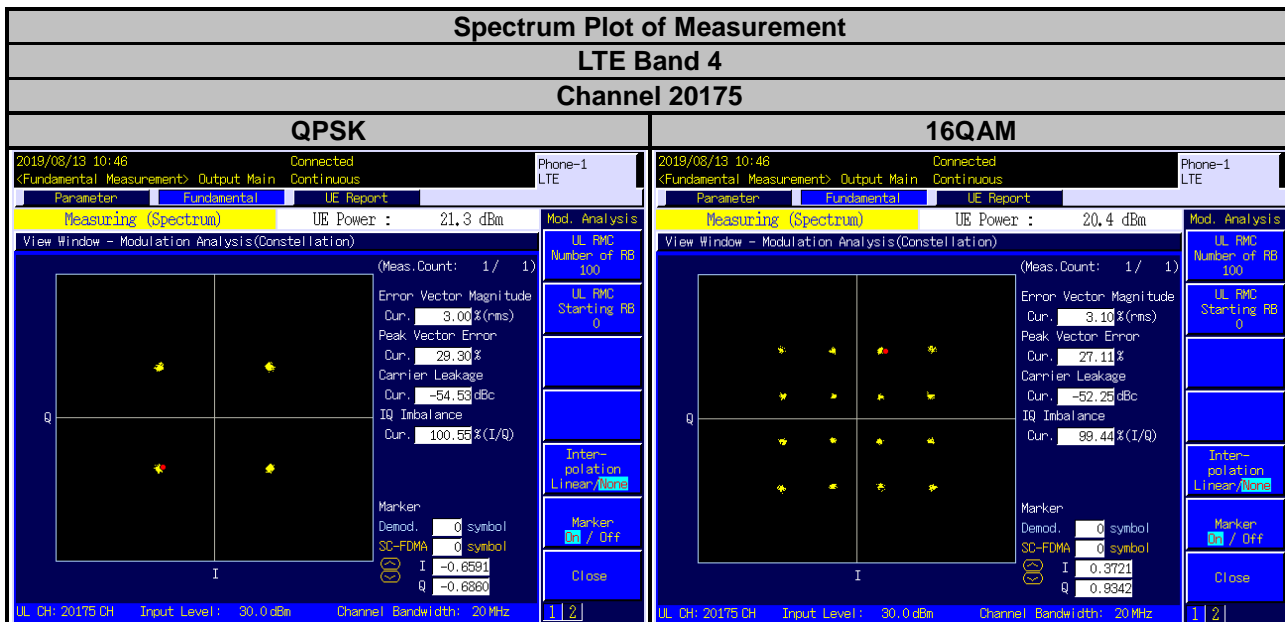 Spectrum Plot of Measurement
LTE Band 4
Channel 20175
QPSK
2019/08/13 10:46 Connected
<Fundamental Measurement> Output Main Continuous
Phone-1
LTE
Parameter Fundamental UE Report
Measuring (Spectrum) UE Power : 21.3 dBm Mod. Analysis
View Window - Modulation Analysis(Constellation)
(Meas.Count: 1/ 1)
Error Vector Magnitude
Cur. 3.00 %(rms)
Peak Vector Error
Cur. 29.30 %
Carrier Leakage
Cur. -54.53 dBc
IQ Imbalance
Cur. 100.55 %(I/Q)
Marker
Demod. 0 symbol
SC-FDMA 0 symbol
I -0.6591
Q -0.6860
Q
I
UL RMC
Number of RB
100
UL RMC
Starting RB
0
Inter-
polation
Linear/None
Marker
On / Off
Close
UL CH: 20175 CH Input Level: 30.0 dBm Channel Bandwidth: 20 MHz 1 2
16QAM
2019/08/13 10:46 Connected
<Fundamental Measurement> Output Main Continuous
Phone-1
LTE
Parameter Fundamental UE Report
Measuring (Spectrum) UE Power : 20.4 dBm Mod. Analysis
View Window - Modulation Analysis(Constellation)
(Meas.Count: 1/ 1)
Error Vector Magnitude
Cur. 3.10 %(rms)
Peak Vector Error
Cur. 27.11 %
Carrier Leakage
Cur. -52.25 dBc
IQ Imbalance
Cur. 99.44 %(I/Q)
Marker
Demod. 0 symbol
SC-FDMA 0 symbol
I 0.3721
Q 0.9342
Q
I
UL RMC
Number of RB
100
UL RMC
Starting RB
0
Inter-
polation
Linear/None
Marker
On / Off
Close
UL CH: 20175 CH Input Level: 30.0 dBm Channel Bandwidth: 20 MHz 1 2